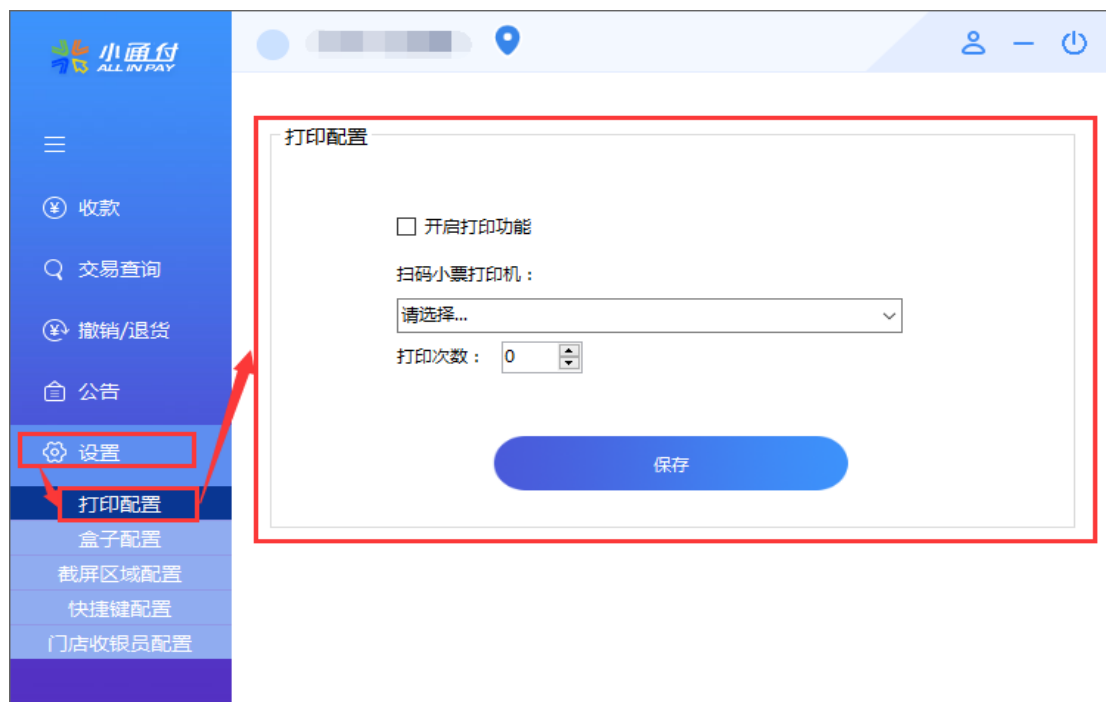 小通付
ALL IN PAY
收款
交易查询
撤销/退货
公告
设置
打印配置
盒子配置
截屏区域配置
快捷键配置
门店收银员配置
打印配置
开启打印功能
扫码小票打印机：
请选择...
打印次数： 0
保存